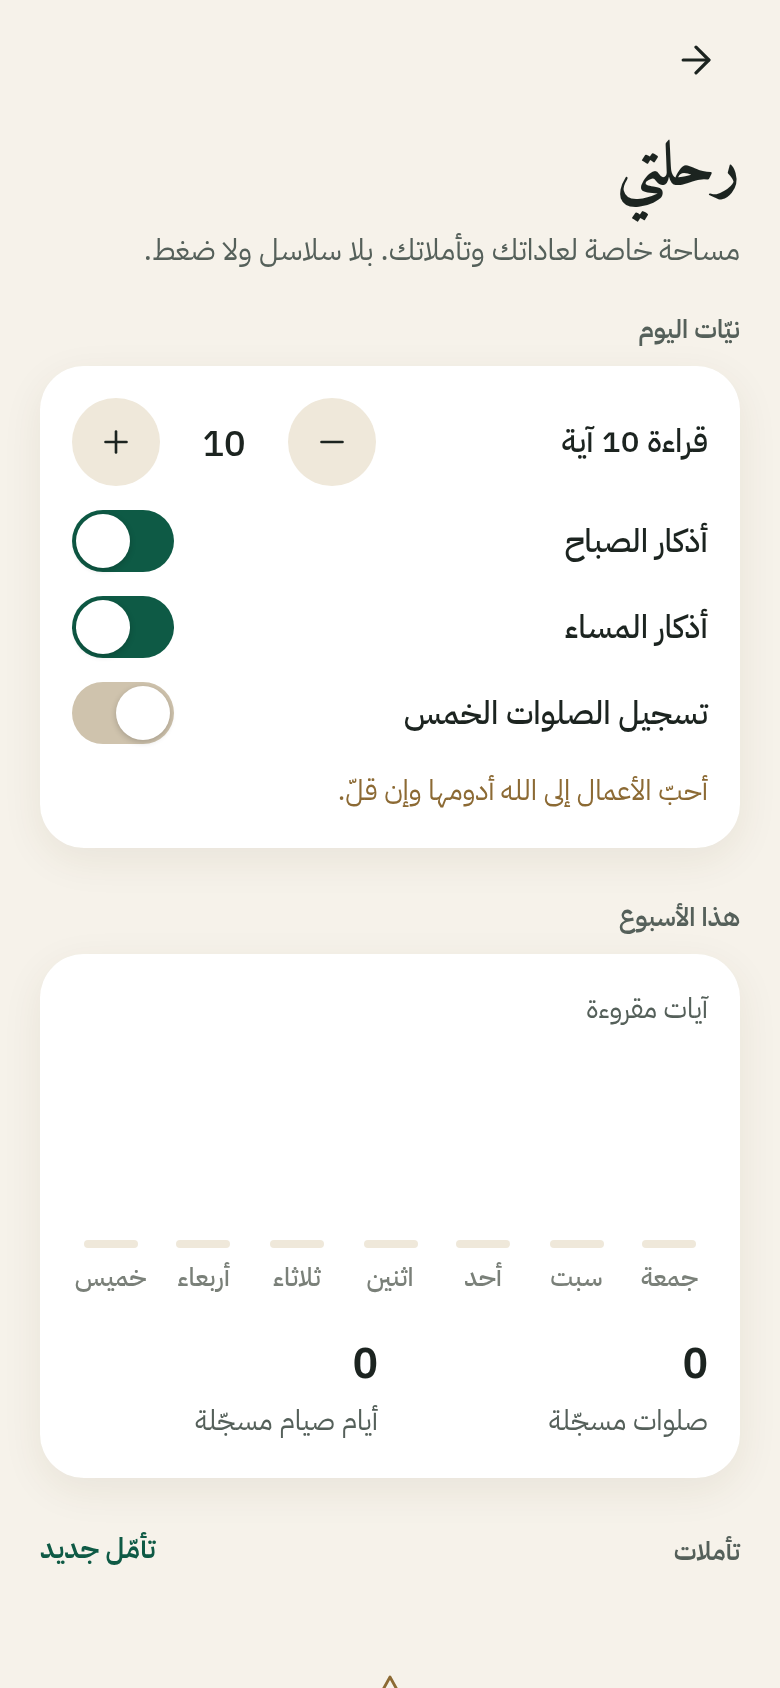 رحلتي
مساحة خاصة لعاداتك وتأملاتك. بلا سلاسل ولا ضغط.
نيّات اليوم
قراءة 10 آية
10
أذكار الصباح
أذكار المساء
تسجيل الصلوات الخمس
أحبّ الأعمال إلى الله أدومها وإن قلّ.
هذا الأسبوع
آيات مقروءة
جمعة سبت أحد اثنين ثلاثاء أربعاء خميس
0 0
صلوات مسجّلة أيام صيام مسجّلة
تأملات تأمّل جديد